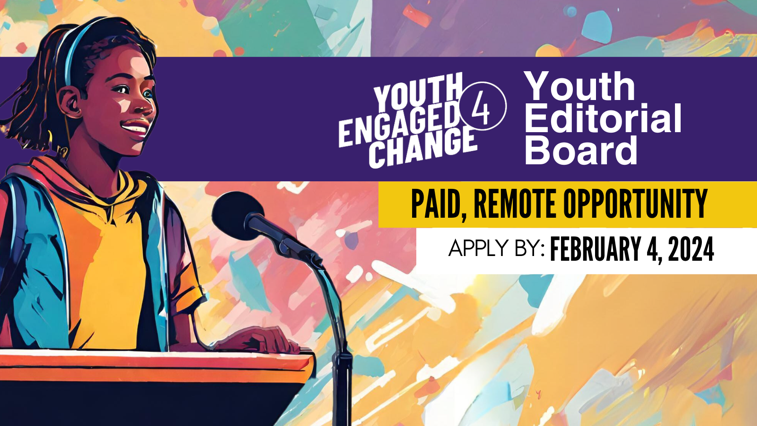 YOUTH
ENGAGED 4
CHANGE
Youth
Editorial
Board
PAID, REMOTE OPPORTUNITY
APPLY BY: FEBRUARY 4, 2024